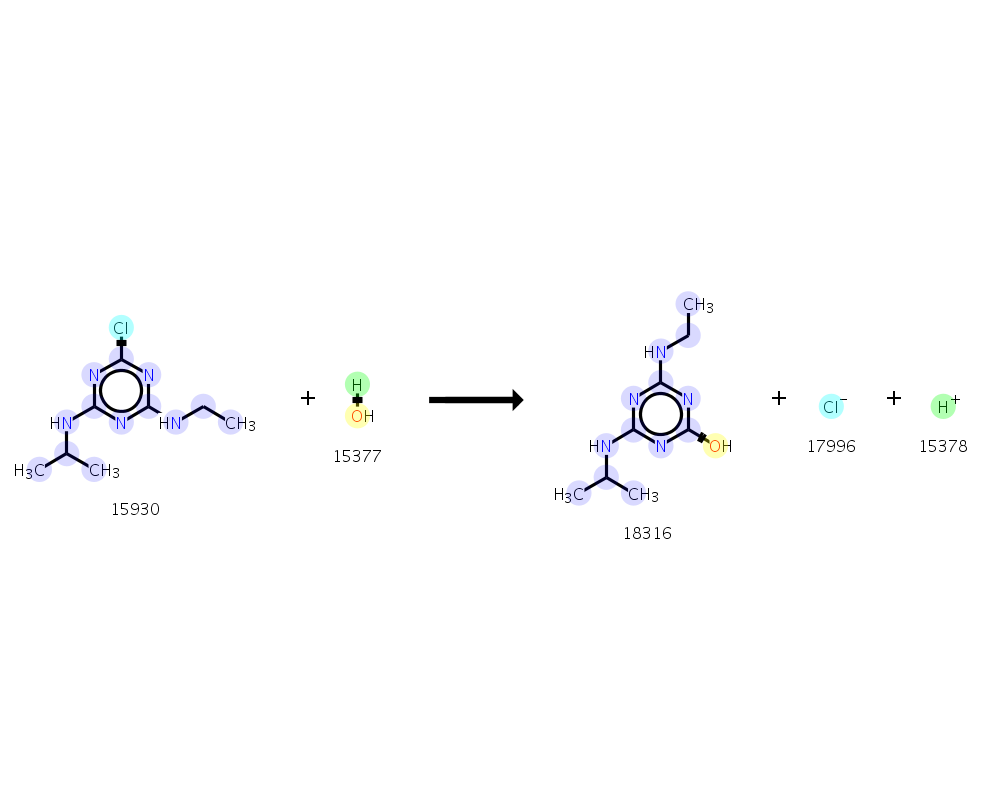 Cl
N N
HN N HN CH₃
H₃C CH₃
15930
+
H
OH
15377
CH₃
HN
N N
HN N OH
H₃C CH₃
18316
+
Cl⁻
17996
+
H⁺
15378